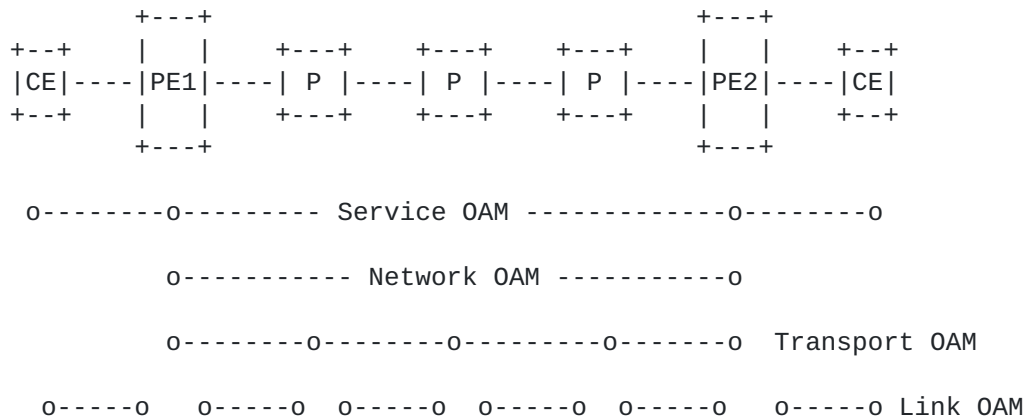 CE PE1 P P P PE2 CE
Service OAM
Network OAM
Transport OAM
Link OAM